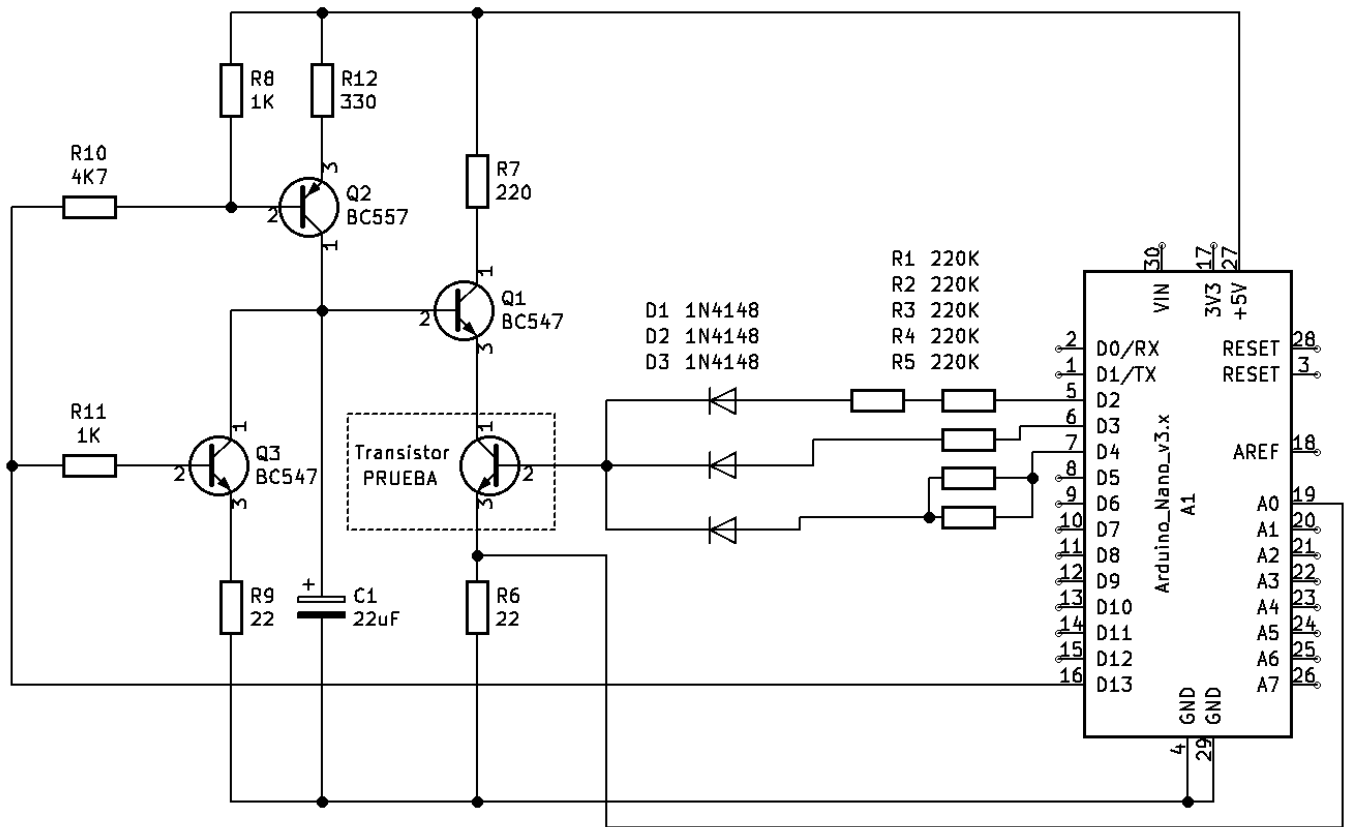 R8
1K
R12
330
R10
4K7
3
Q2
BC557
2
1
R7
220
1
Q1
BC547
2
3
R11
1K
1
Q3
BC547
2
3
Transistor
PRUEBA
1
2
3
R9
22
+
C1
22uF
R6
22
D1 1N4148
D2 1N4148
D3 1N4148
R1 220K
R2 220K
R3 220K
R4 220K
R5 220K
30
17
27
VIN
3V3
+5V
2 D0/RX
1 D1/TX
5 D2
6 D3
7 D4
8 D5
9 D6
10 D7
11 D8
12 D9
13 D10
14 D11
15 D12
16 D13
Arduino_Nano_v3.x
A1
RESET 28
RESET 3
AREF 18
A0 19
A1 20
A2 21
A3 22
A4 23
A5 24
A6 25
A7 26
GND
GND
4
29